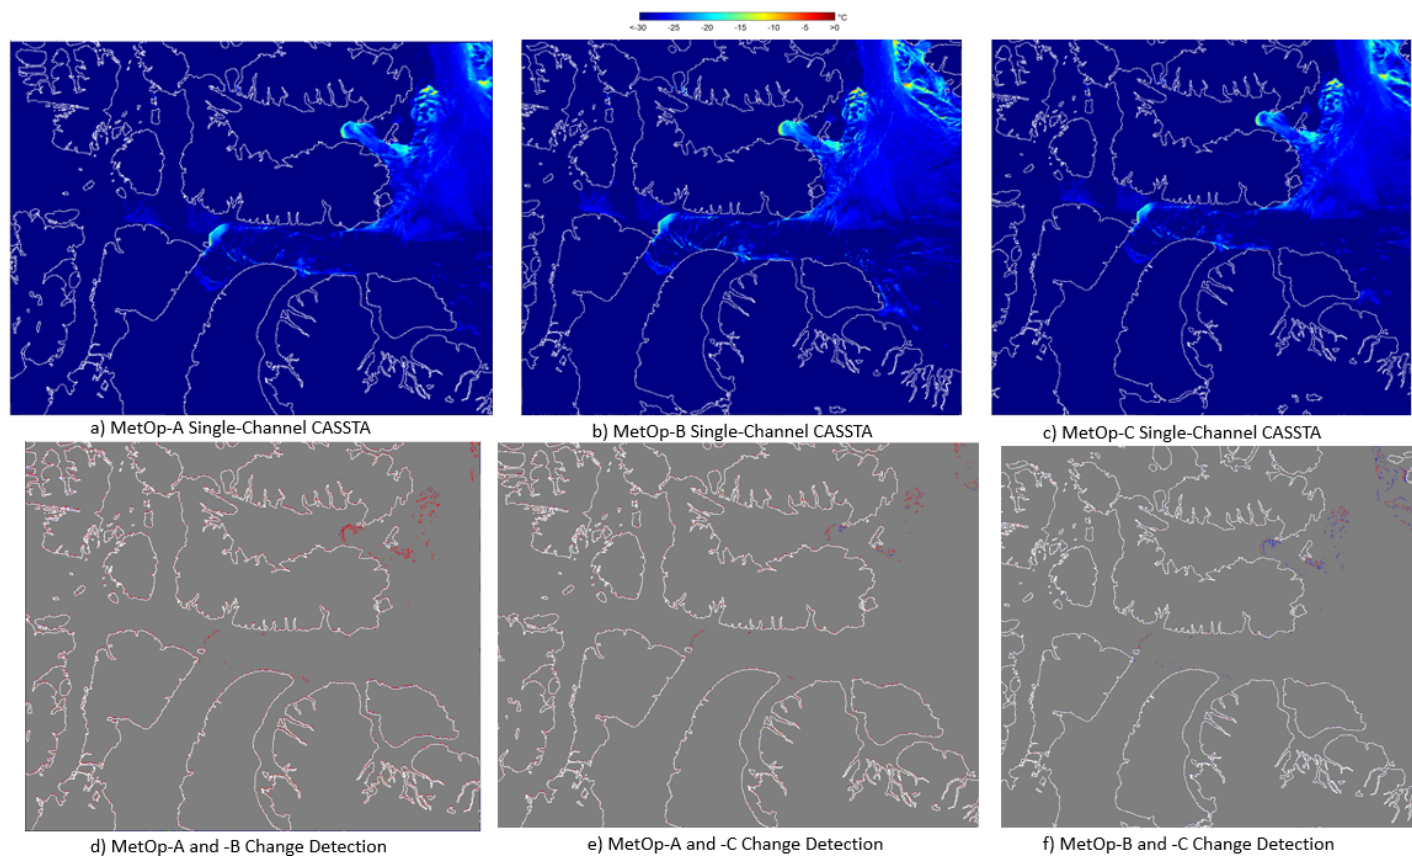 <-30 -25 -20 -15 -10 -5 >0 °C
a) MetOp-A Single-Channel CASSTA
b) MetOp-B Single-Channel CASSTA
c) MetOp-C Single-Channel CASSTA
d) MetOp-A and -B Change Detection
e) MetOp-A and -C Change Detection
f) MetOp-B and -C Change Detection